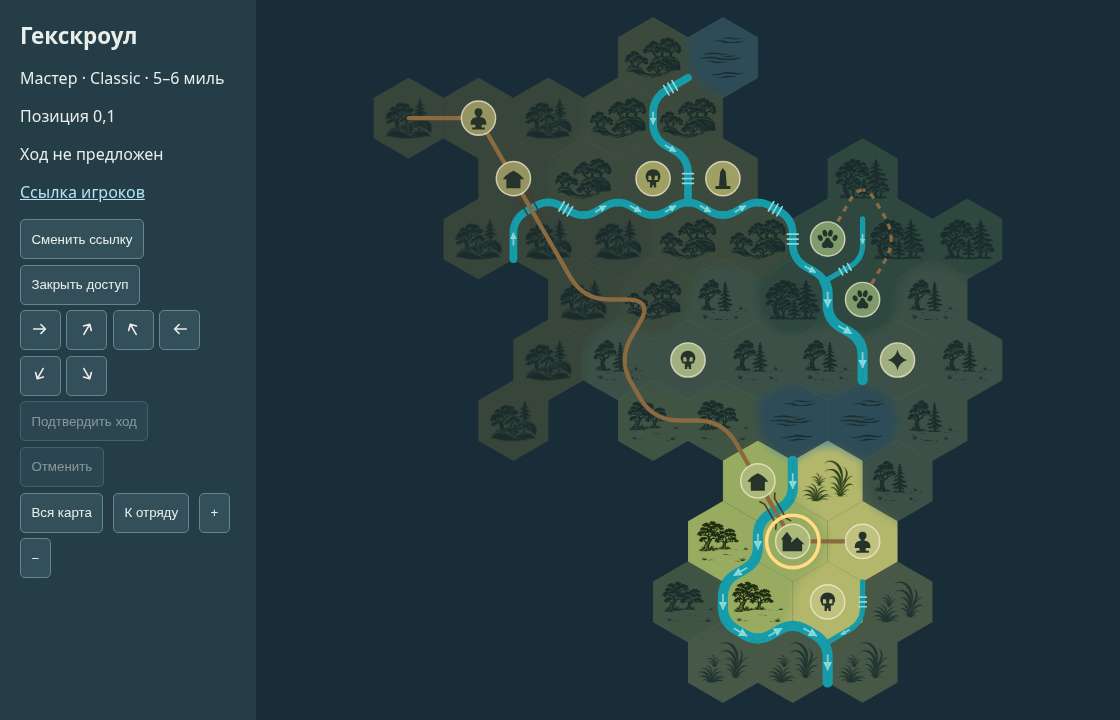 Гекскроул
Мастер · Classic · 5–6 миль
Позиция 0,1
Ход не предложен
Ссылка игроков
Сменить ссылку
Закрыть доступ
→ ↗ ↖ ←
↙ ↘
Подтвердить ход
Отменить
Вся карта К отряду +
−